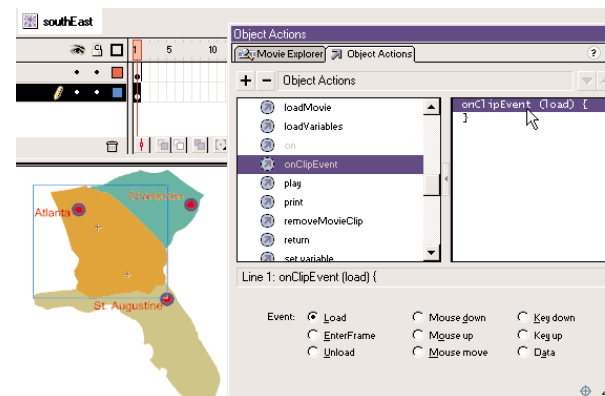 southEast
1 5 10
Object Actions
Movie Explorer Object Actions ?
+ - Object Actions
loadMovie
loadVariables
on
onClipEvent
play
print
removeMovieClip
return
set variable
onClipEvent (load) {
}
Line 1: onClipEvent (load) {
Event: Load Mouse down Key down
EnterFrame Mouse up Key up
Unload Mouse move Data
Charleston
Atlanta
St. Augustine